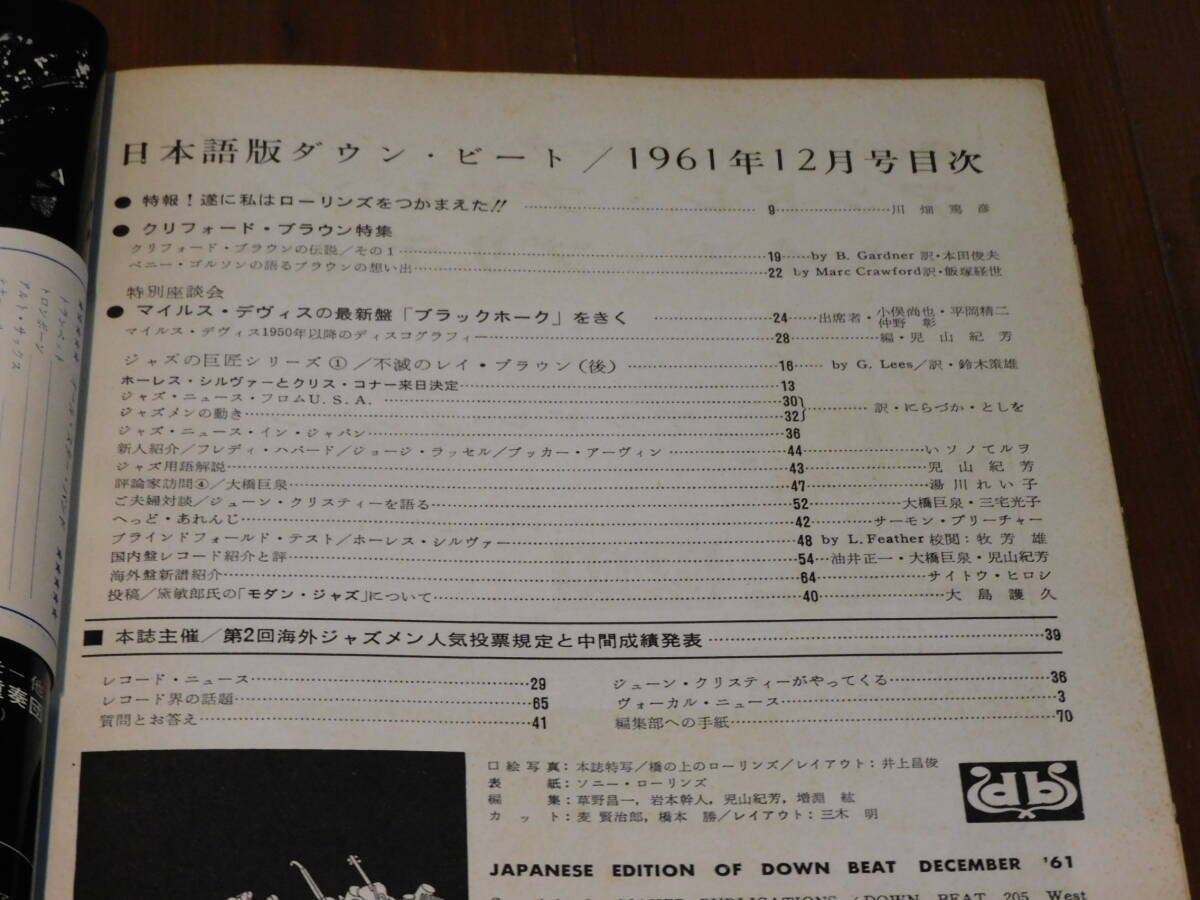 日本語版ダウン・ビート／1961年12月号目次
● 特報！遂に私はローリンズをつかまえた!! 9 川畑篤彦
● クリフォード・ブラウン特集
クリフォード・ブラウンの伝説／その1 19 by B. Gardner 訳・本田俊夫
ベニー・ゴルソンの語るブラウンの想い出 22 by Marc Crawford 訳・飯塚経世
特別座談会
● マイルス・デヴィスの最新盤「ブラックホーク」をきく 24 出席者・小俣尚也・平岡精二 仲野 彰
マイルス・デヴィス1950年以降のディスコグラフィー 28 編・児山紀芳
ジャズの巨匠シリーズ①／不滅のレイ・ブラウン(後) 16 by G. Lees／訳・鈴木策雄
ホーレス・シルヴァーとクリス・コナー来日決定 13
ジャズ・ニュース・フロムU.S.A. 30
ジャズメンの動き 32 訳・にらづか・としを
ジャズ・ニュース・イン・ジャパン 36
新人紹介／フレディ・ハバード／ジョージ・ラッセル／ブッカー・アーヴィン 44 いソノてルヲ
ジャズ用語解説 43 児山紀芳
評論家訪問④／大橋巨泉 47 湯川れい子
ご夫婦対談／ジューン・クリスティーを語る 52 大橋巨泉・三宅光子
へっど・あれんじ 42 サーモン・ブリーチャー
ブラインドフォールド・テスト／ホーレス・シルヴァー 48 by L. Feather 校閲：牧芳雄
国内盤レコード紹介と評 54 油井正一・大橋巨泉・児山紀芳
海外盤新譜紹介 64 サイトウ・ヒロシ
投稿／黛敏郎氏の「モダン・ジャズ」について 40 大島護久
■ 本誌主催／第2回海外ジャズメン人気投票規定と中間成績発表 39
レコード・ニュース 29
レコード界の話題 65
質問とお答え 41
ジューン・クリスティーがやってくる 36
ヴォーカル・ニュース 3
編集部への手紙 70
口絵写真：本誌特写／橋の上のローリンズ／レイアウト：井上昌俊
表紙：ソニー・ローリンズ
編集：草野昌一，岩本幹人，児山紀芳，増淵 紘
カット：麦 賢治郎，橋本 勝／レイアウト：三木 明
db
JAPANESE EDITION OF DOWN BEAT DECEMBER '61
DOWN BEAT 205 West
トランペット
トロンボーン
アルト・サックス